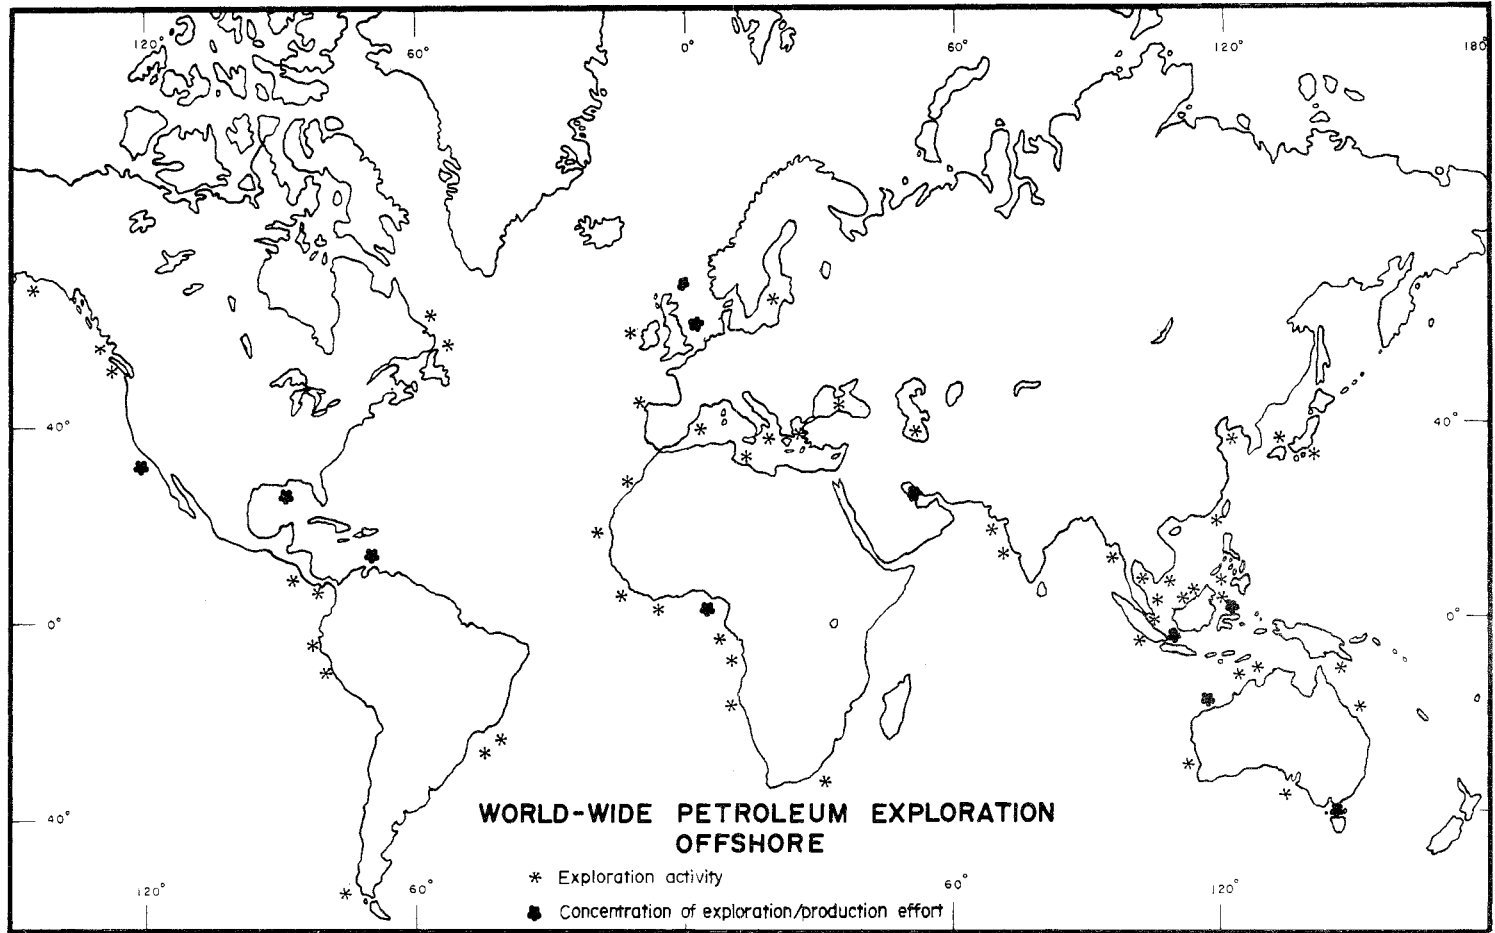 120° 60° 0° 60° 120° 180°
40° 40°
0° 0°
40°
WORLD-WIDE PETROLEUM EXPLORATION
OFFSHORE
* Exploration activity
120° 60° 60° 120°
Concentration of exploration/production effort